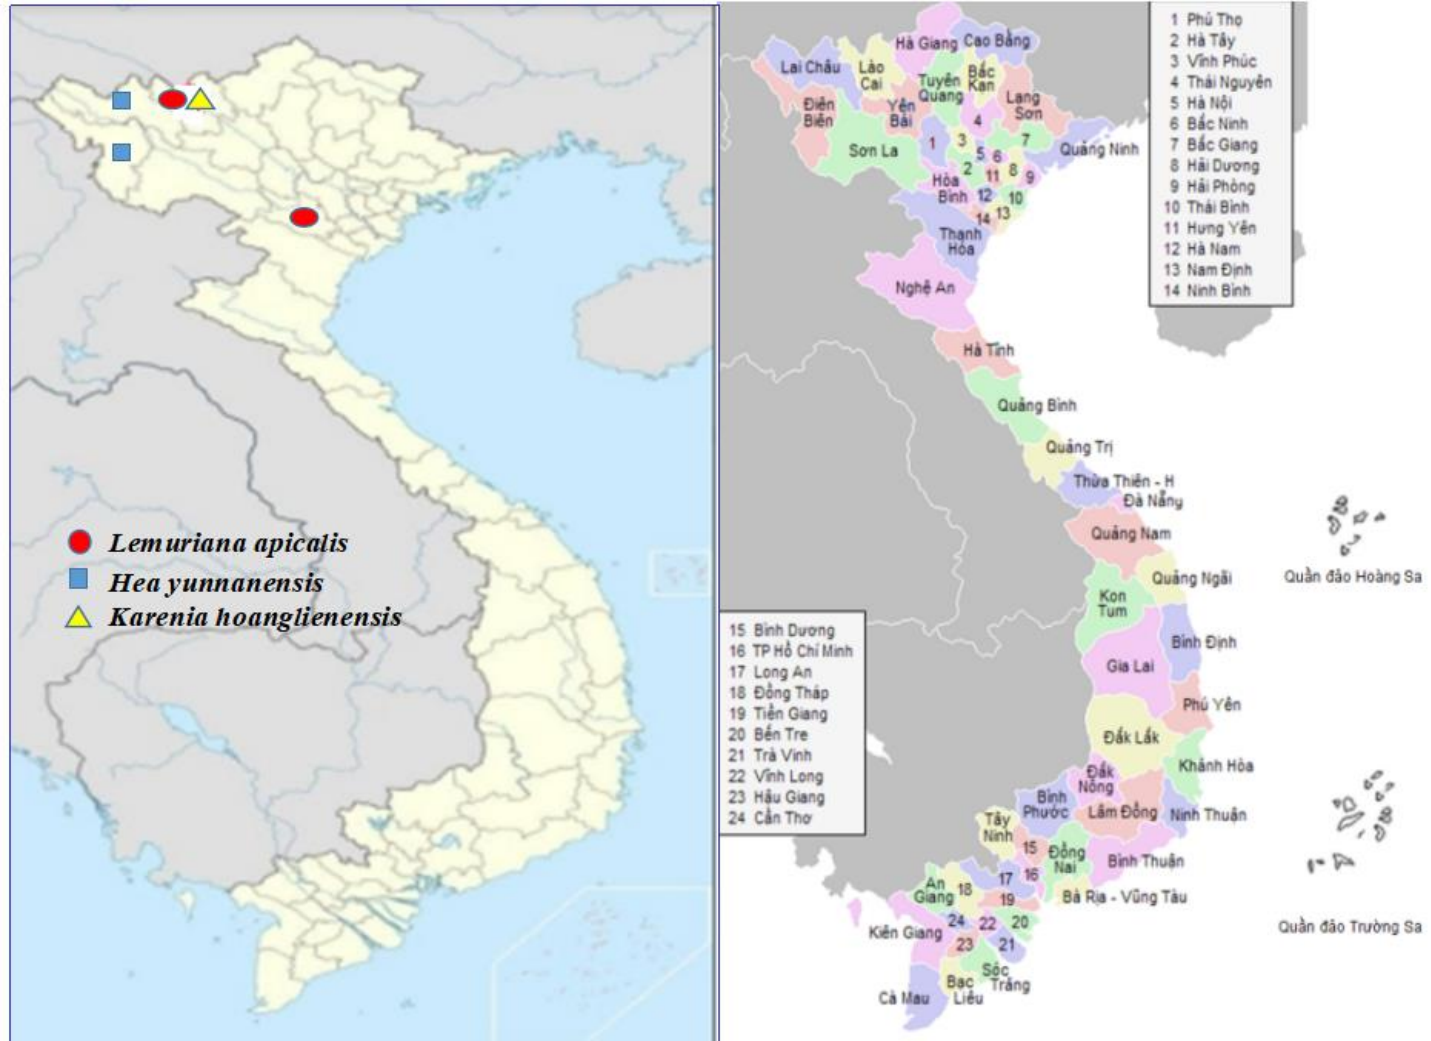 Lemuriana apicalis
Hea yunnanensis
Karenia hoanglienensis
Hà Giang
Cao Bằng
Lai Châu
Lào
Cai
Tuyên
Quang
Bắc
Kạn
Lạng
Sơn
Điện
Biên
Yên
Bái
Sơn La
Quảng Ninh
1
2
3
4
5
6
7
8
9
10
11
12
13
14
Hòa
Bình
Thanh
Hóa
Nghệ An
Hà Tĩnh
Quảng Bình
Quảng Trị
Thừa Thiên - H
Đà Nẵng
Quảng Nam
Quảng Ngãi
Kon
Tum
Bình Định
Gia Lai
Phú Yên
Đắk Lắk
Khánh Hòa
Đắk
Nông
Bình
Phước
Lâm Đồng
Ninh Thuận
Tây
Ninh
15
Đồng
Nai
Bình Thuận
16
17
An
Giang
18
19
Bà Rịa - Vũng Tàu
Kiên Giang
24
22
20
23
21
Sóc
Trăng
Bạc
Liêu
Cà Mau
Quần đảo Hoàng Sa
Quần đảo Trường Sa
1 Phú Thọ
2 Hà Tây
3 Vĩnh Phúc
4 Thái Nguyên
5 Hà Nội
6 Bắc Ninh
7 Bắc Giang
8 Hải Dương
9 Hải Phòng
10 Thái Bình
11 Hưng Yên
12 Hà Nam
13 Nam Định
14 Ninh Bình
15 Bình Dương
16 TP Hồ Chí Minh
17 Long An
18 Đồng Tháp
19 Tiền Giang
20 Bến Tre
21 Trà Vinh
22 Vĩnh Long
23 Hậu Giang
24 Cần Thơ